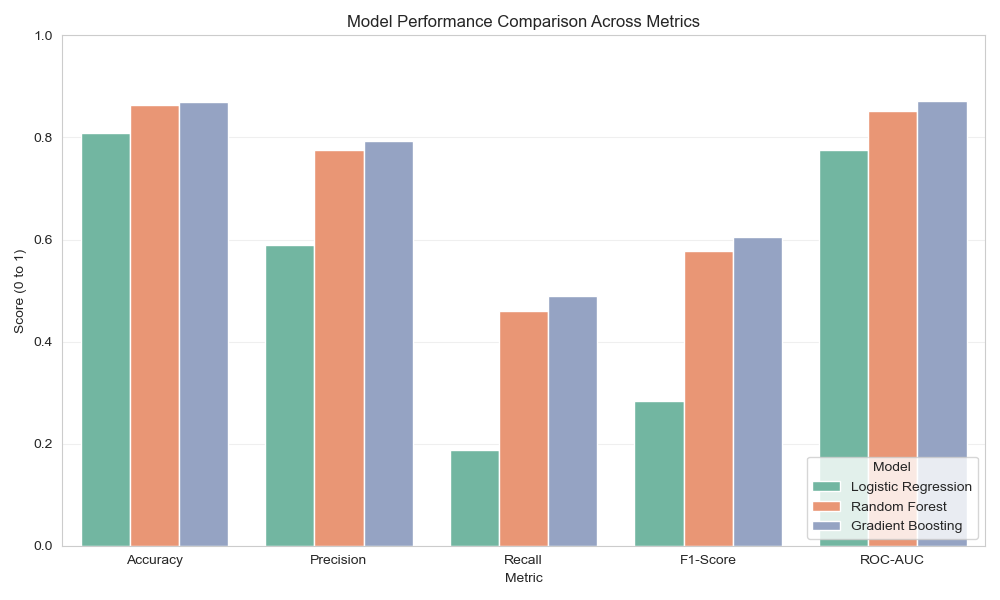 Model Performance Comparison Across Metrics
1.0
0.8
0.6
0.4
0.2
0.0
Score (0 to 1)
Accuracy
Precision
Recall
F1-Score
ROC-AUC
Metric
Model
Logistic Regression
Random Forest
Gradient Boosting